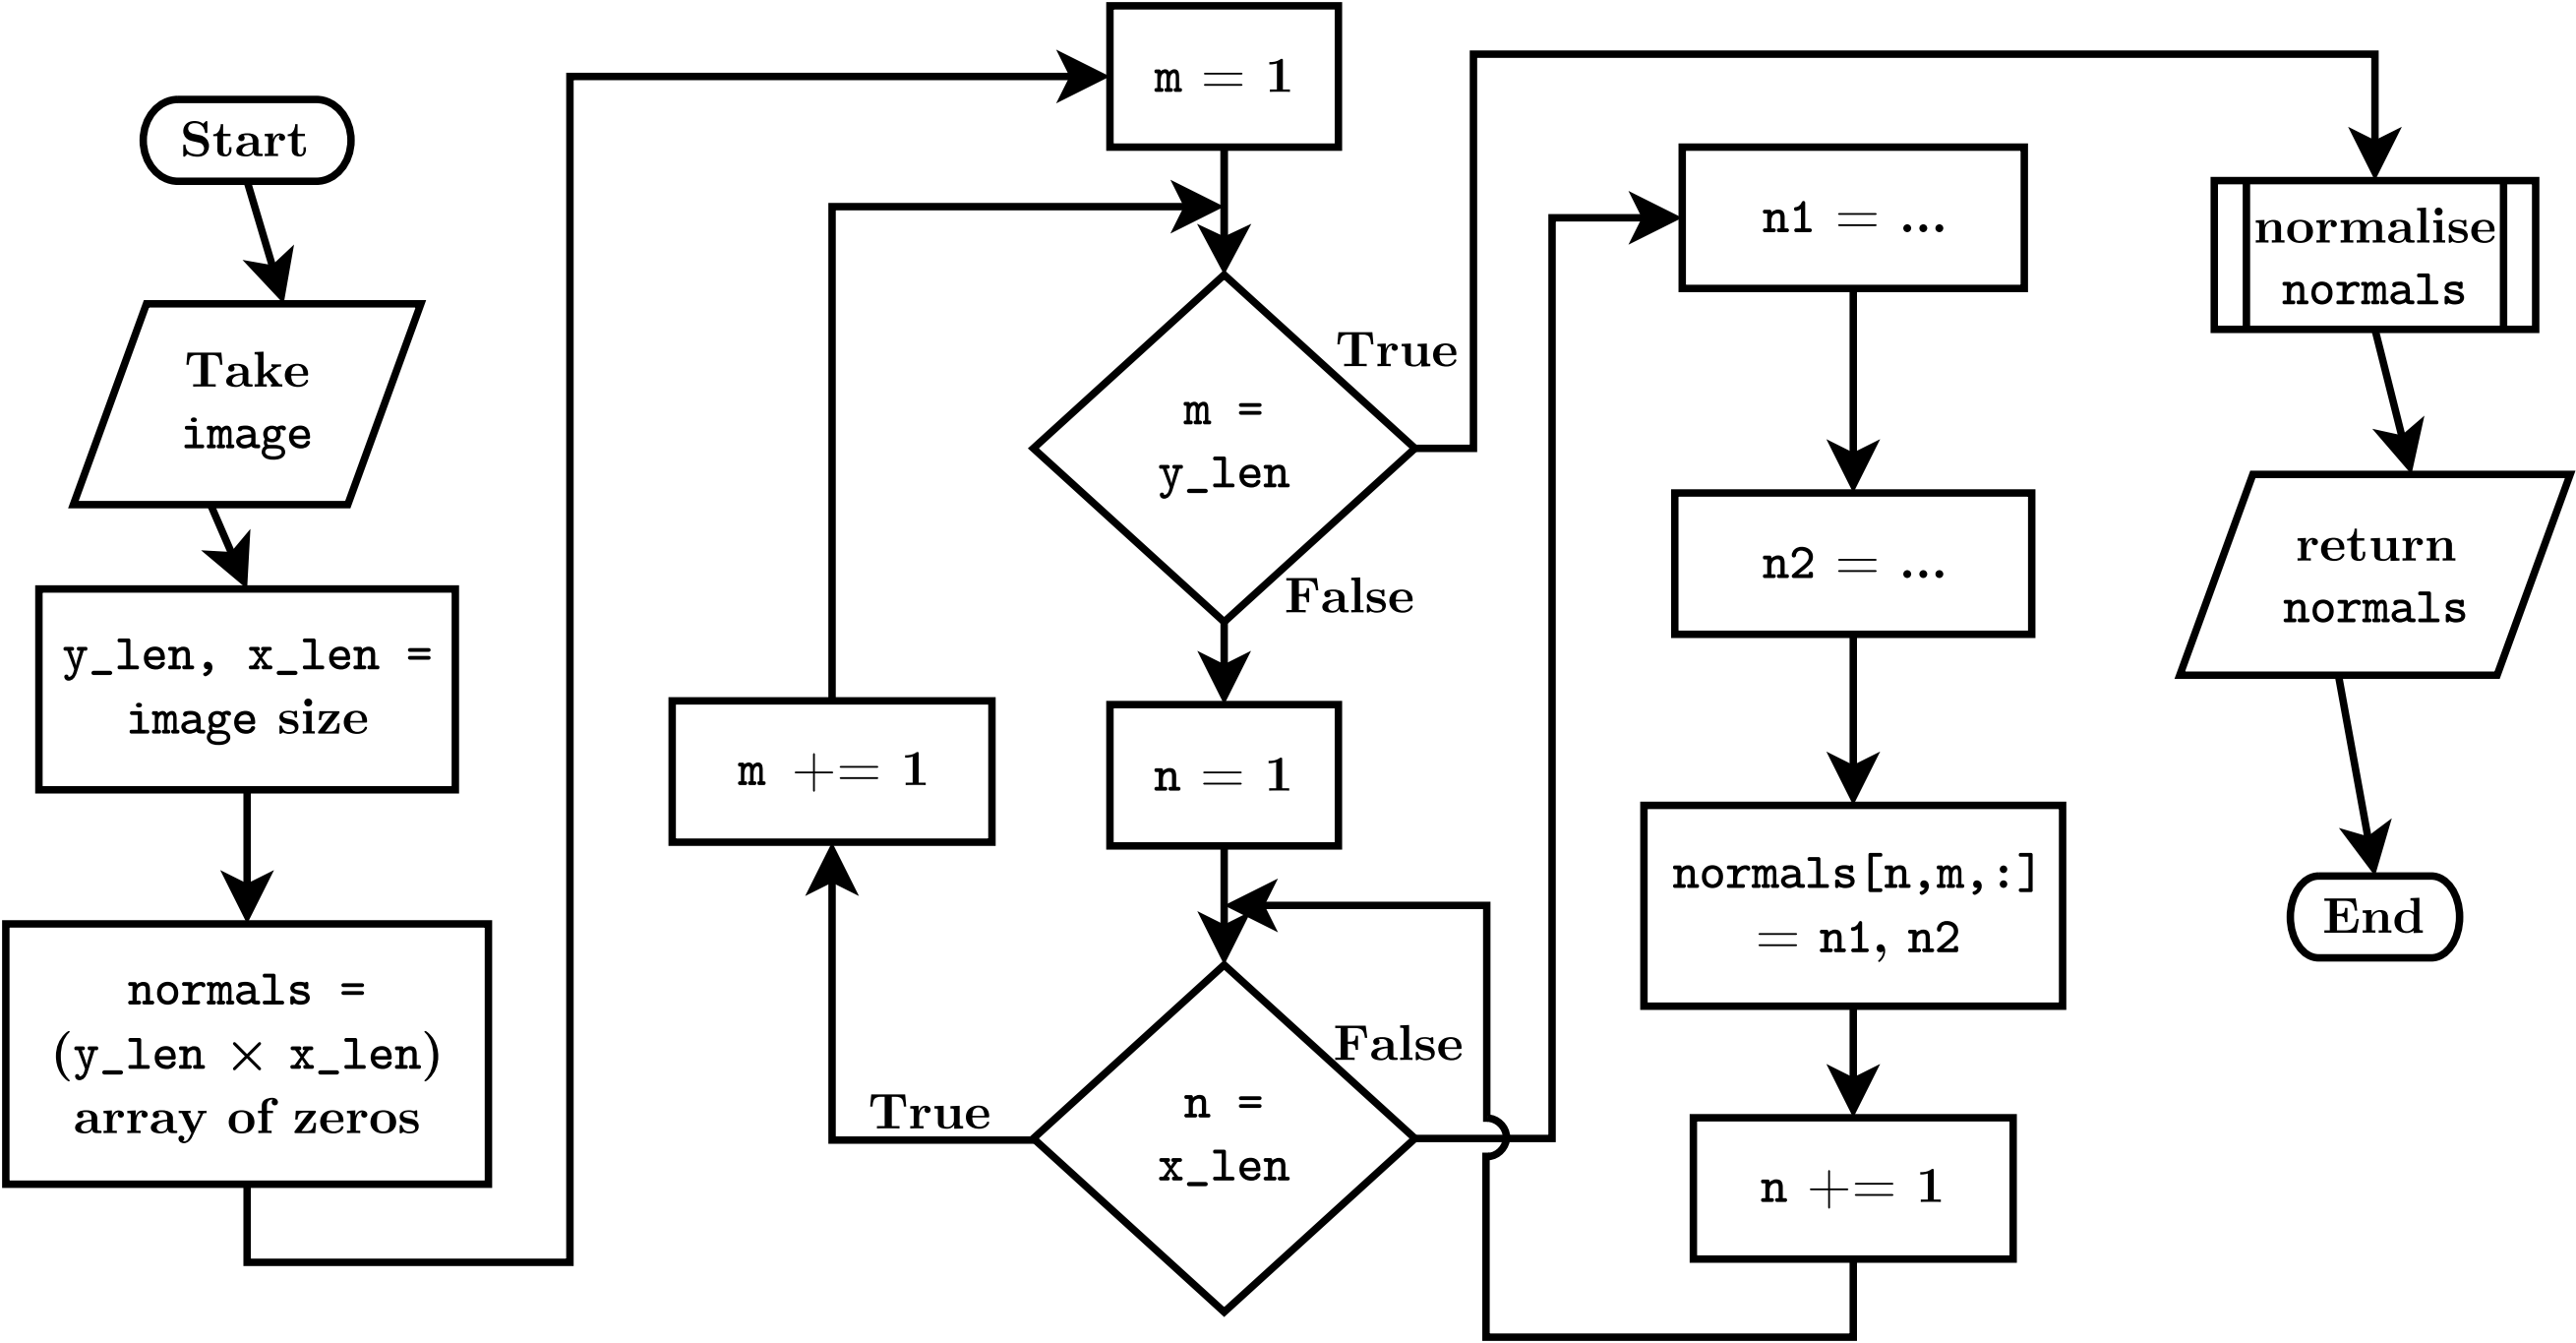 Start
Take
image
y_len, x_len =
image size
normals =
(y_len × x_len)
array of zeros
m = 1
m =
y_len
True
False
n = 1
m += 1
n =
x_len
True
False
n1 = ...
n2 = ...
normals[n,m,:]
= n1, n2
n += 1
normalise
normals
return
normals
End